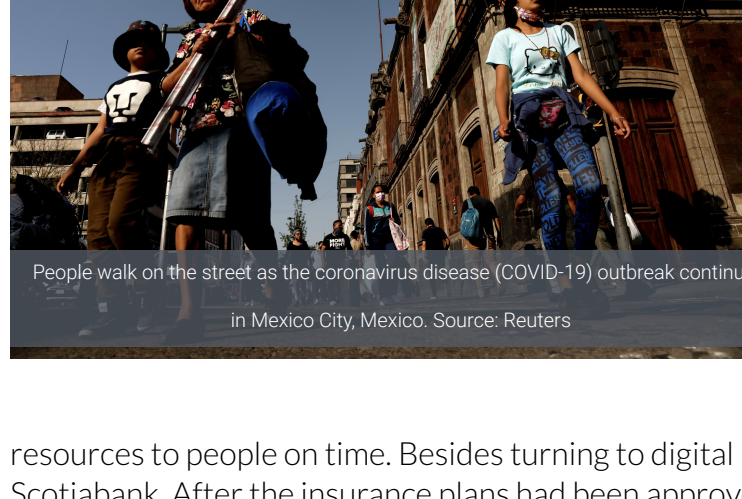 People walk on the street as the coronavirus disease (COVID-19) outbreak continu
in Mexico City, Mexico. Source: Reuters
resources to people on time. Besides turning to digital
Scotiabank. After the insurance plans had been approv